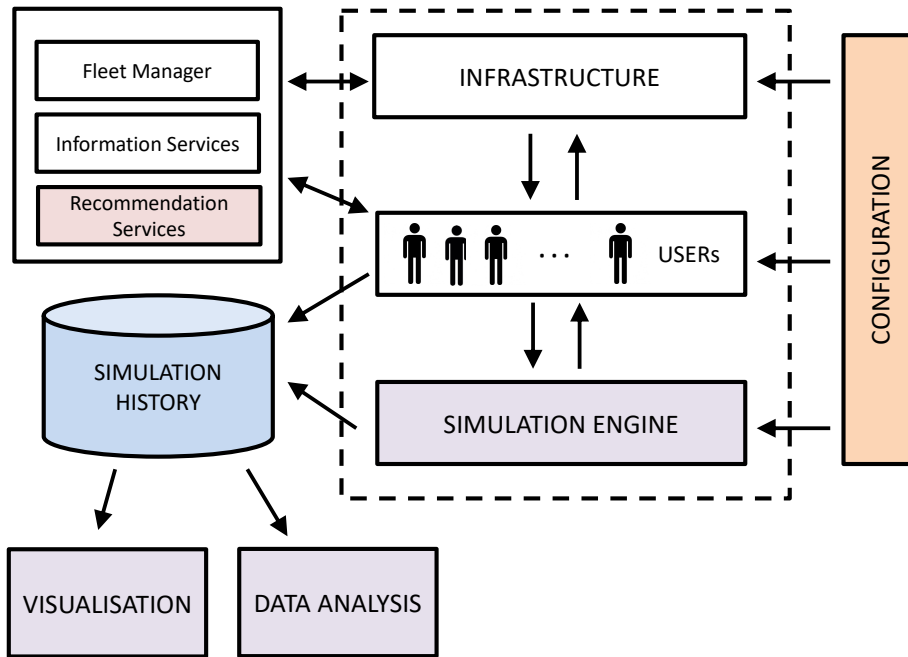 Fleet Manager
Information Services
Recommendation
Services
INFRASTRUCTURE
... USERs
SIMULATION ENGINE
CONFIGURATION
SIMULATION
HISTORY
VISUALISATION
DATA ANALYSIS